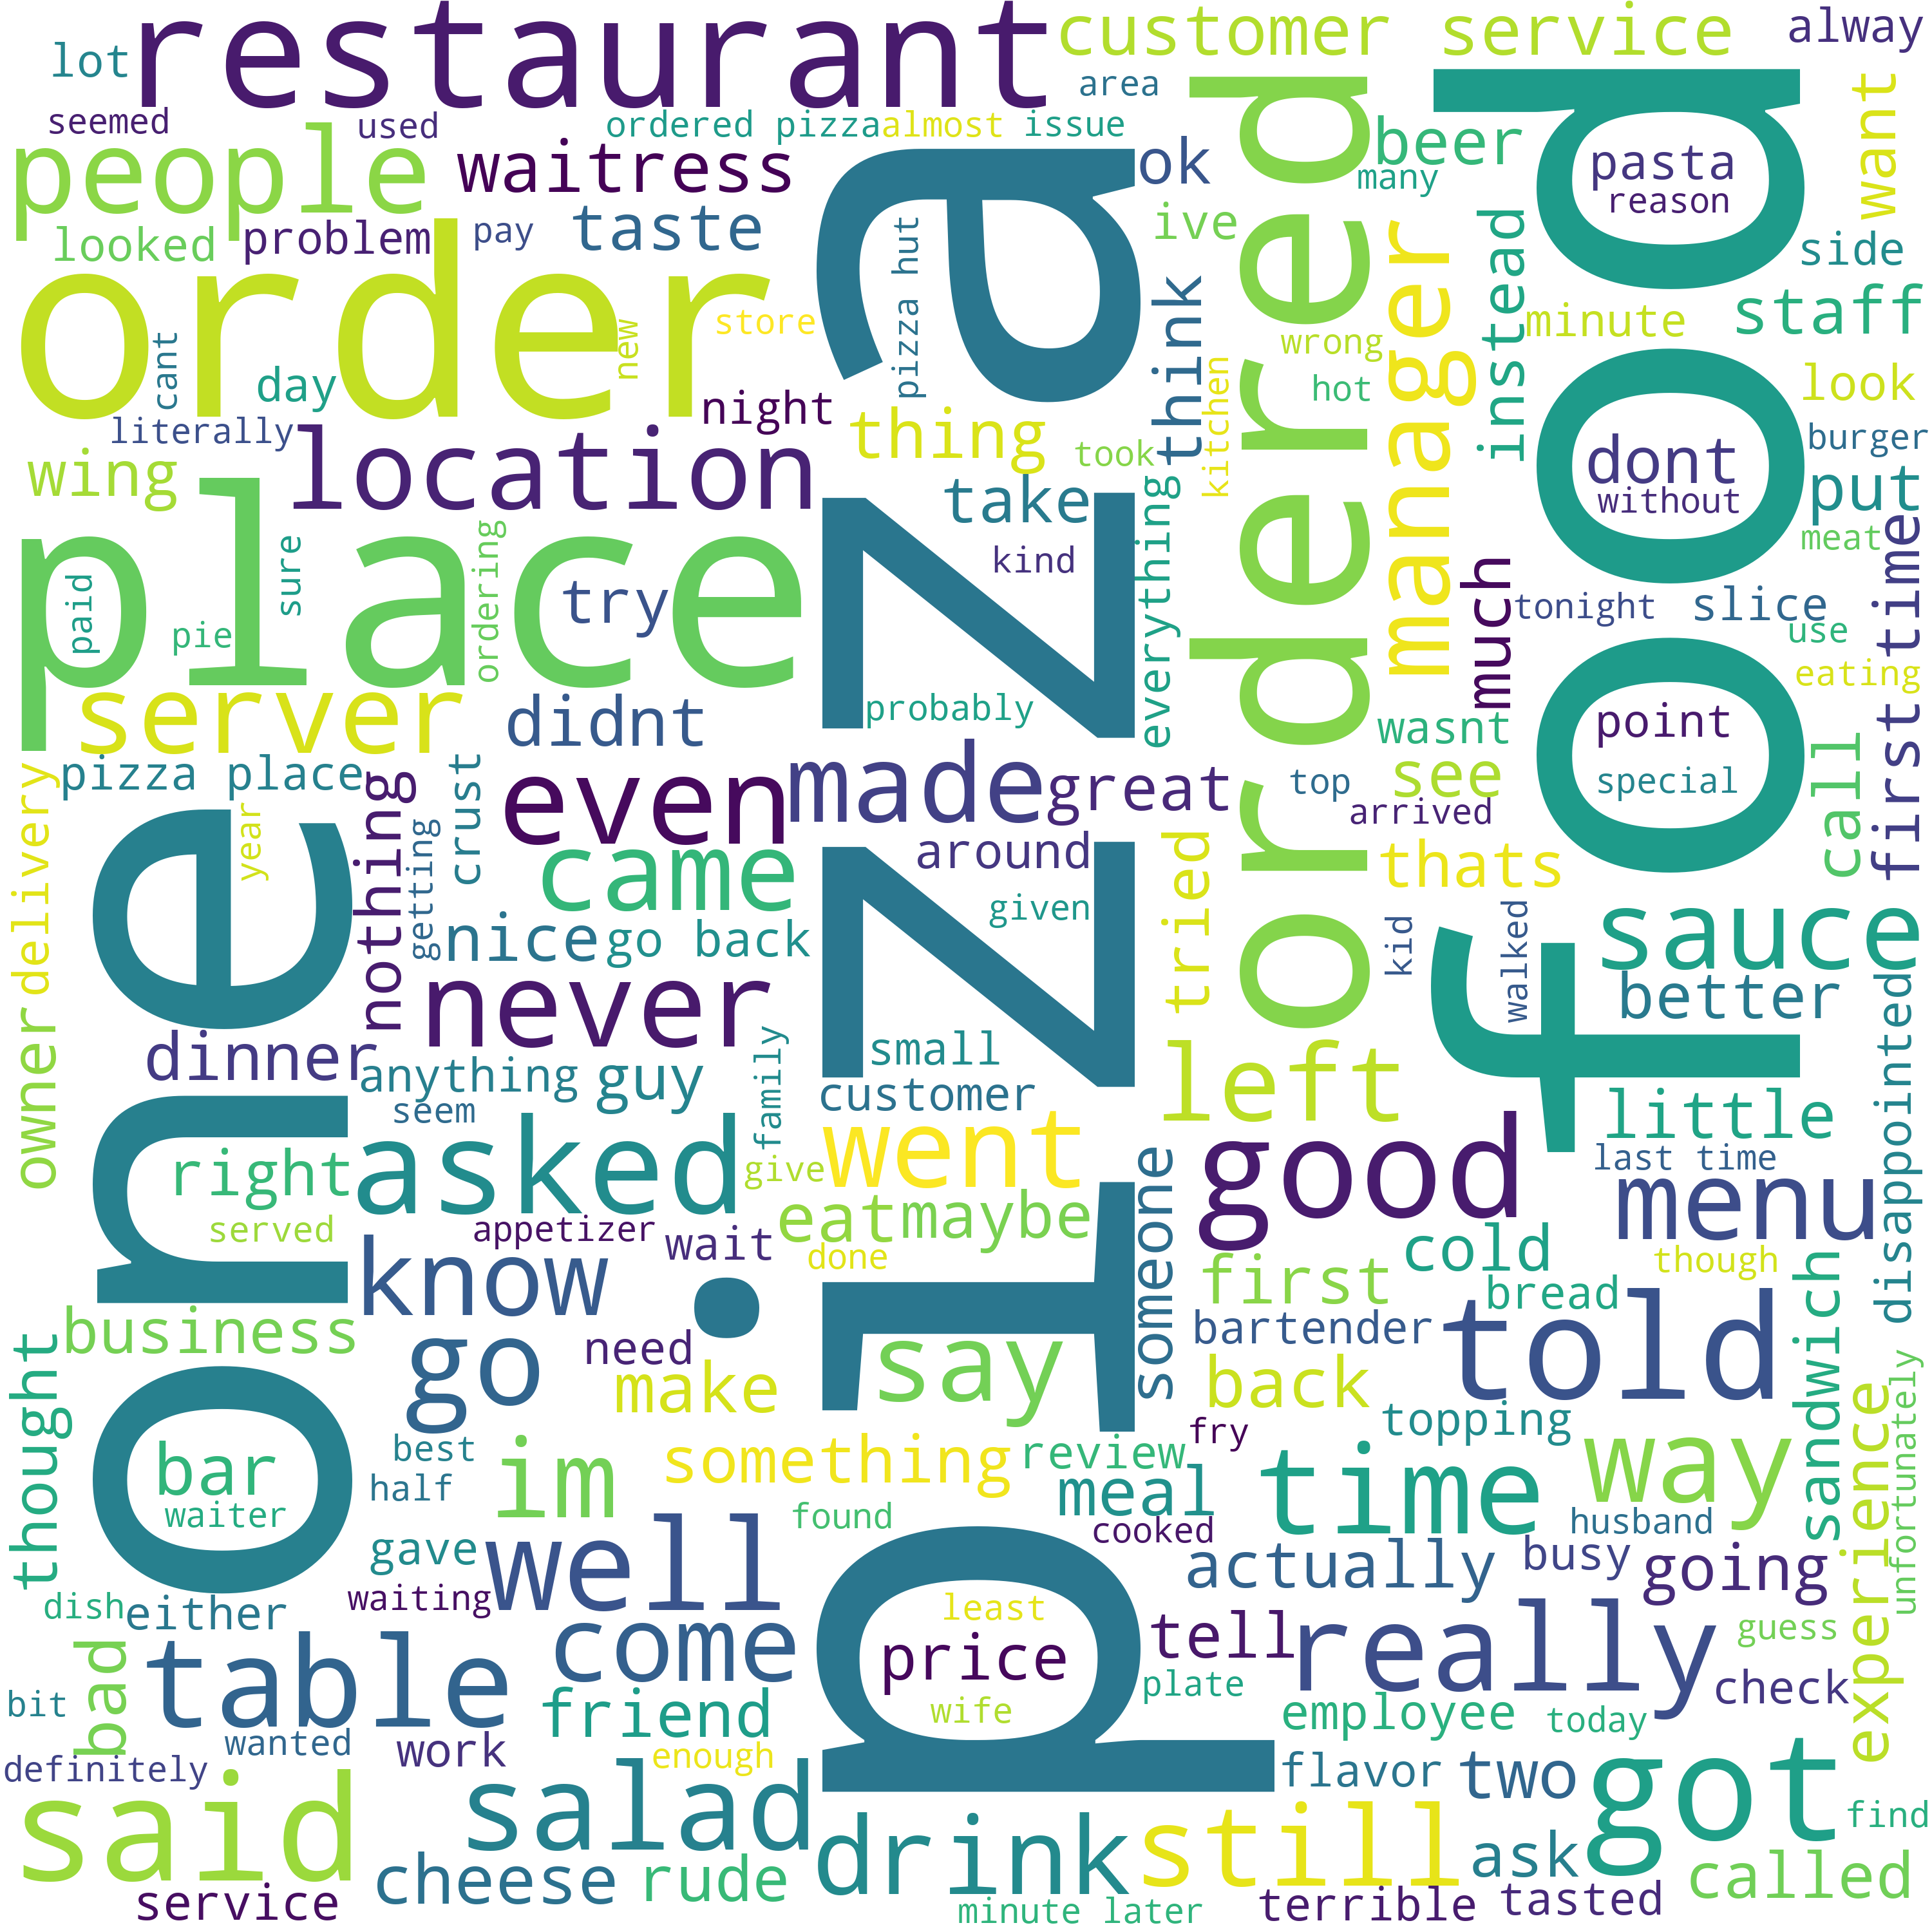 restaurant
customer service
alway
lot
area
seemed
used
ordered pizza
almost
issue
people
waitress
ok
beer
pasta
want
many
reason
looked
problem
pay
taste
ive
side
order
pizza hut
think
manager
instead
minute
staff
cant
day
new
store
wrong
hot
look
literally
night
thing
took
kitchen
burger
wing
location
take
everything
dont
without
put
place
paid
pie
sure
ordering
try
kind
much
tonight
slice
meat
first time
use
eating
server
didnt
probably
wasnt
point
pizza place
crust
even
made
great
top
see
arrived
special
call
delivery
year
nothing
getting
came
around
tried
thats
nice
go back
given
kid
walked
sauce
never
better
owner
dinner
anything
guy
family
small
customer
left
little
disappointed
seem
one
pizza
ordered
food
right
asked
give
went
someone
good
last time
menu
served
appetizer
wait
eat
maybe
done
first
cold
though
know
bread
business
go
need
say
bartender
told
sandwich
make
back
thought
topping
unfortunately
bar
waiter
best
half
im
something
review
fry
meal
time
way
experience
found
cooked
husband
gave
well
actually
busy
going
waiting
dish
either
least
price
wife
tell
really
guess
bad
table
come
plate
check
bit
friend
employee
today
wanted
work
enough
definitely
flavor
two
got
said
salad
drink
still
ask
find
cheese
rude
called
service
minute later
terrible
tasted
.